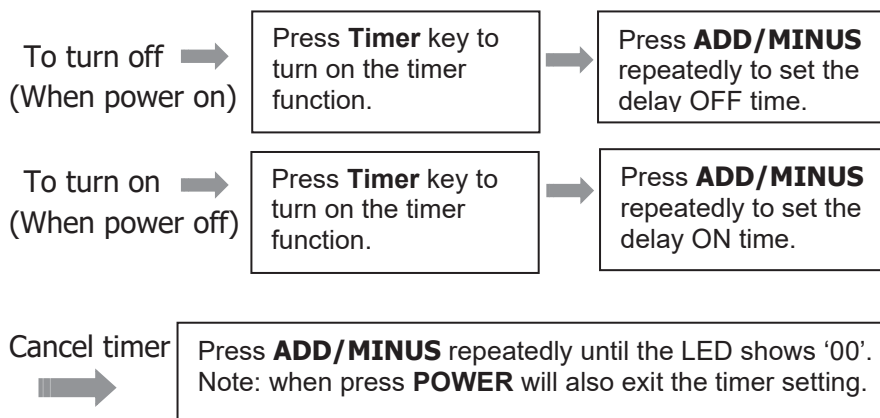 To turn off
(When power on)
Press Timer key to
turn on the timer
function.
Press ADD/MINUS
repeatedly to set the
delay OFF time.
To turn on
(When power off)
Press Timer key to
turn on the timer
function.
Press ADD/MINUS
repeatedly to set the
delay ON time.
Cancel timer
Press ADD/MINUS repeatedly until the LED shows ‘00’.
Note: when press POWER will also exit the timer setting.